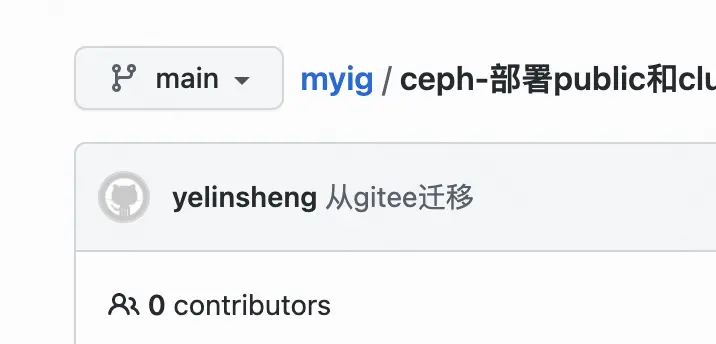 main myig / ceph-部署public和clu
yelinsheng 从gitee迁移
0 contributors